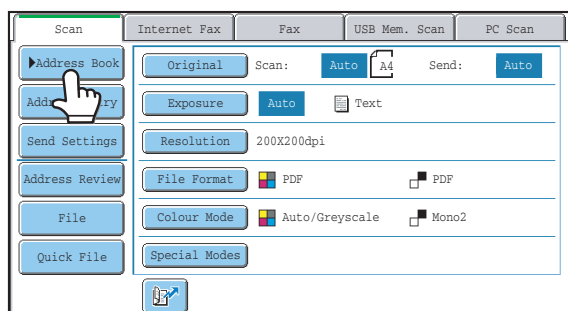 Scan Internet Fax Fax USB Mem. Scan PC Scan
Address Book Original Scan: Auto A4 Send: Auto
Exposure Auto Text
Send Settings Resolution 200X200dpi
Address Review File Format PDF PDF
File Colour Mode Auto/Greyscale Mono2
Quick File Special Modes